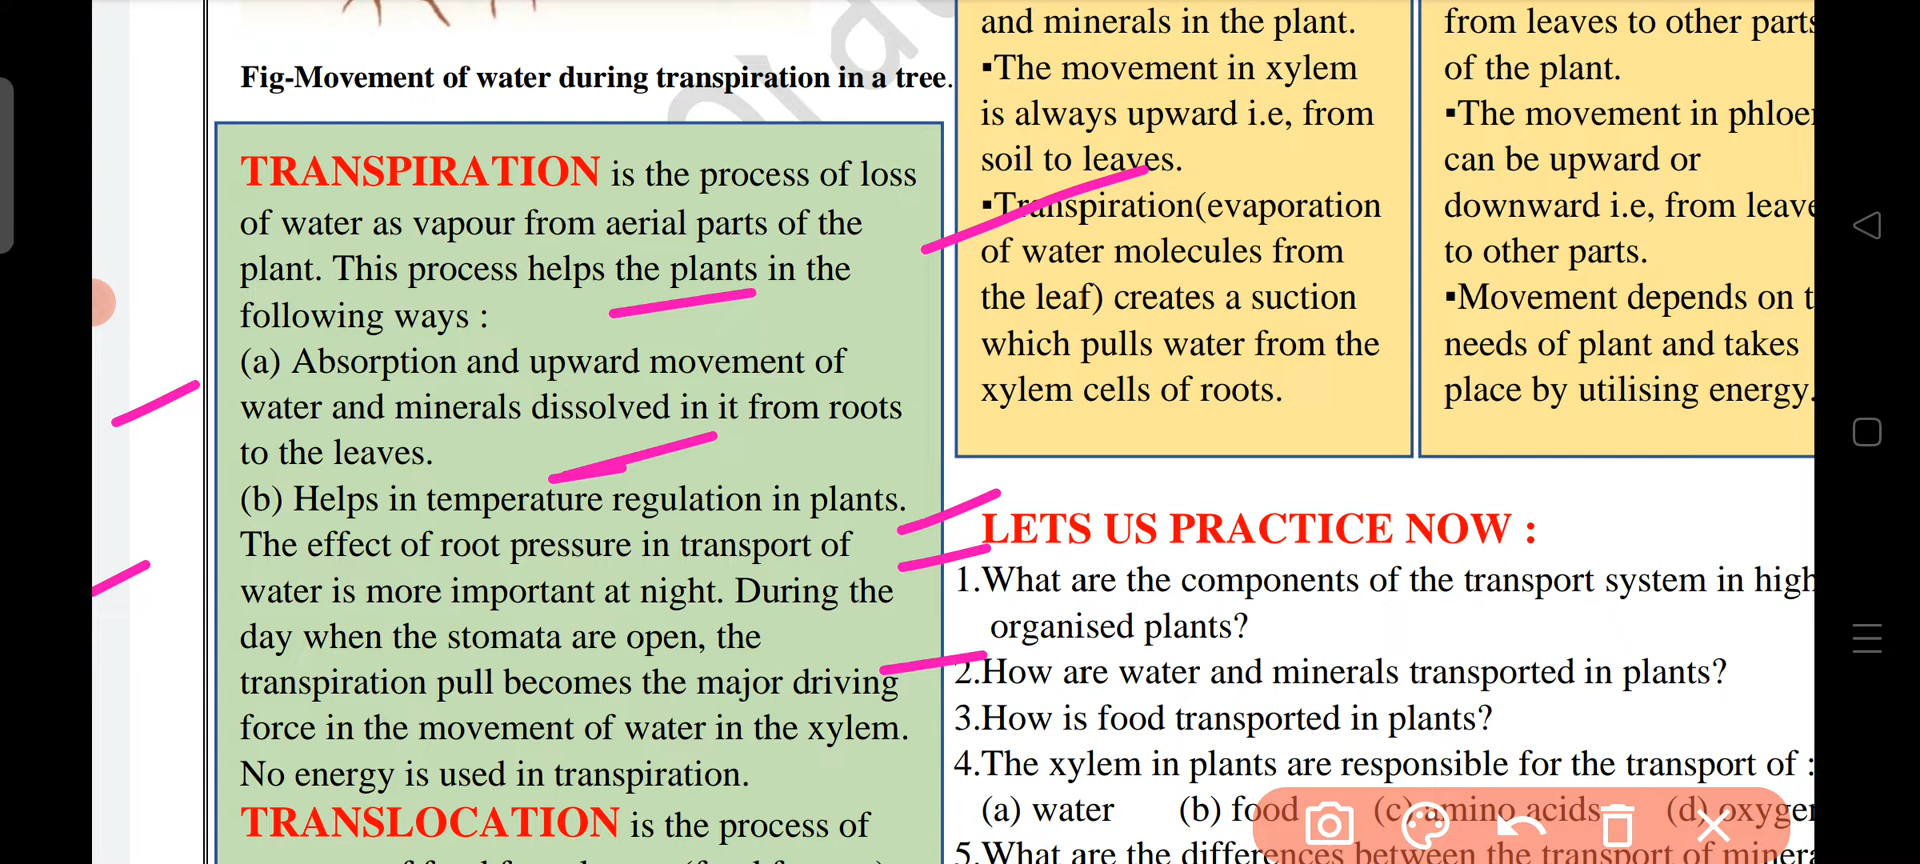 Fig-Movement of water during transpiration in a tree.
TRANSPIRATION is the process of loss
of water as vapour from aerial parts of the
plant. This process helps the plants in the
following ways :
(a) Absorption and upward movement of
water and minerals dissolved in it from roots
to the leaves.
(b) Helps in temperature regulation in plants.
The effect of root pressure in transport of
water is more important at night. During the
day when the stomata are open, the
transpiration pull becomes the major driving
force in the movement of water in the xylem.
No energy is used in transpiration.
TRANSLOCATION is the process of
and minerals in the plant.
▪The movement in xylem
is always upward i.e, from
soil to leaves.
▪Transpiration(evaporation
of water molecules from
the leaf) creates a suction
which pulls water from the
xylem cells of roots.
from leaves to other parts
of the plant.
▪The movement in
can be upward or
downward i.e, from
to other parts.
▪Movement depends on
needs of plant and takes
place by utilising energy.
LETS US PRACTICE NOW :
1.What are the components of the transport system in
organised plants?
2.How are water and minerals transported in plants?
3.How is food transported in plants?
4.The xylem in plants are responsible for the transport of :
(a) water (b) food (c) amino acids (d)
5.What are the differences between the transport of